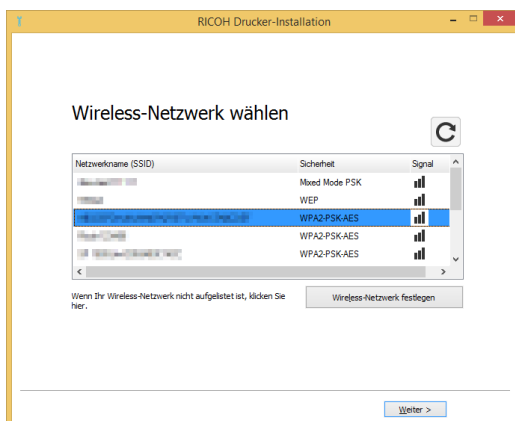 RICOH Drucker-Installation
Wireless-Netzwerk wählen
Netzwerkname (SSID) Sicherheit Signal
Mixed Mode PSK
WEP
WPA2-PSK-AES
WPA2-PSK-AES
WPA2-PSK-AES
Wenn Ihr Wireless-Netzwerk nicht aufgelistet ist, klicken Sie
hier.
Wireless-Netzwerk festlegen
Weiter >